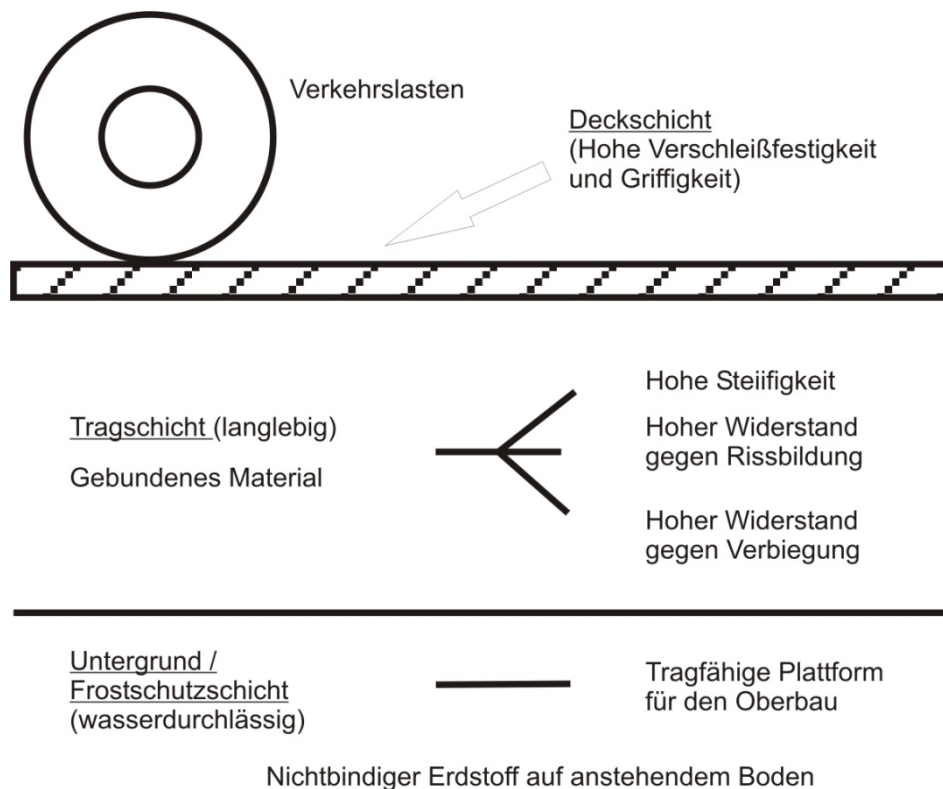 Verkehrslasten
Deckschicht
(Hohe Verschleißfestigkeit
und Griffigkeit)
Tragschicht (langlebig)
Gebundenes Material
Hohe Steiifigkeit
Hoher Widerstand
gegen Rissbildung
Hoher Widerstand
gegen Verbiegung
Untergrund /
Frostschutzschicht
(wasserdurchlässig)
Tragfähige Plattform
für den Oberbau
Nichtbindiger Erdstoff auf anstehendem Boden